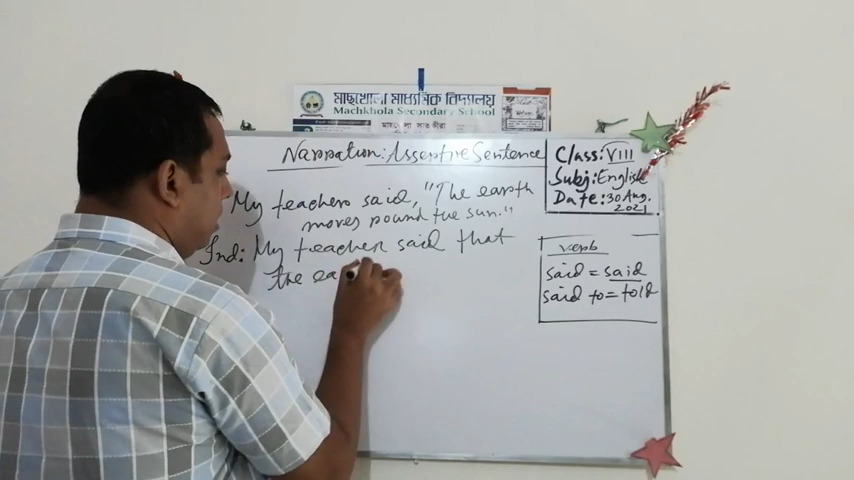 মাছখোলা মাধ্যমিক বিদ্যালয়
Machkhola Secondary School
Narration: Assertive Sentence
Class: VIII
Subj: English
Date: 30 Aug. 2021
My teacher said, "The earth
moves round the sun."
Ind: My teacher said that
the ea
verb
said = said
said to = told